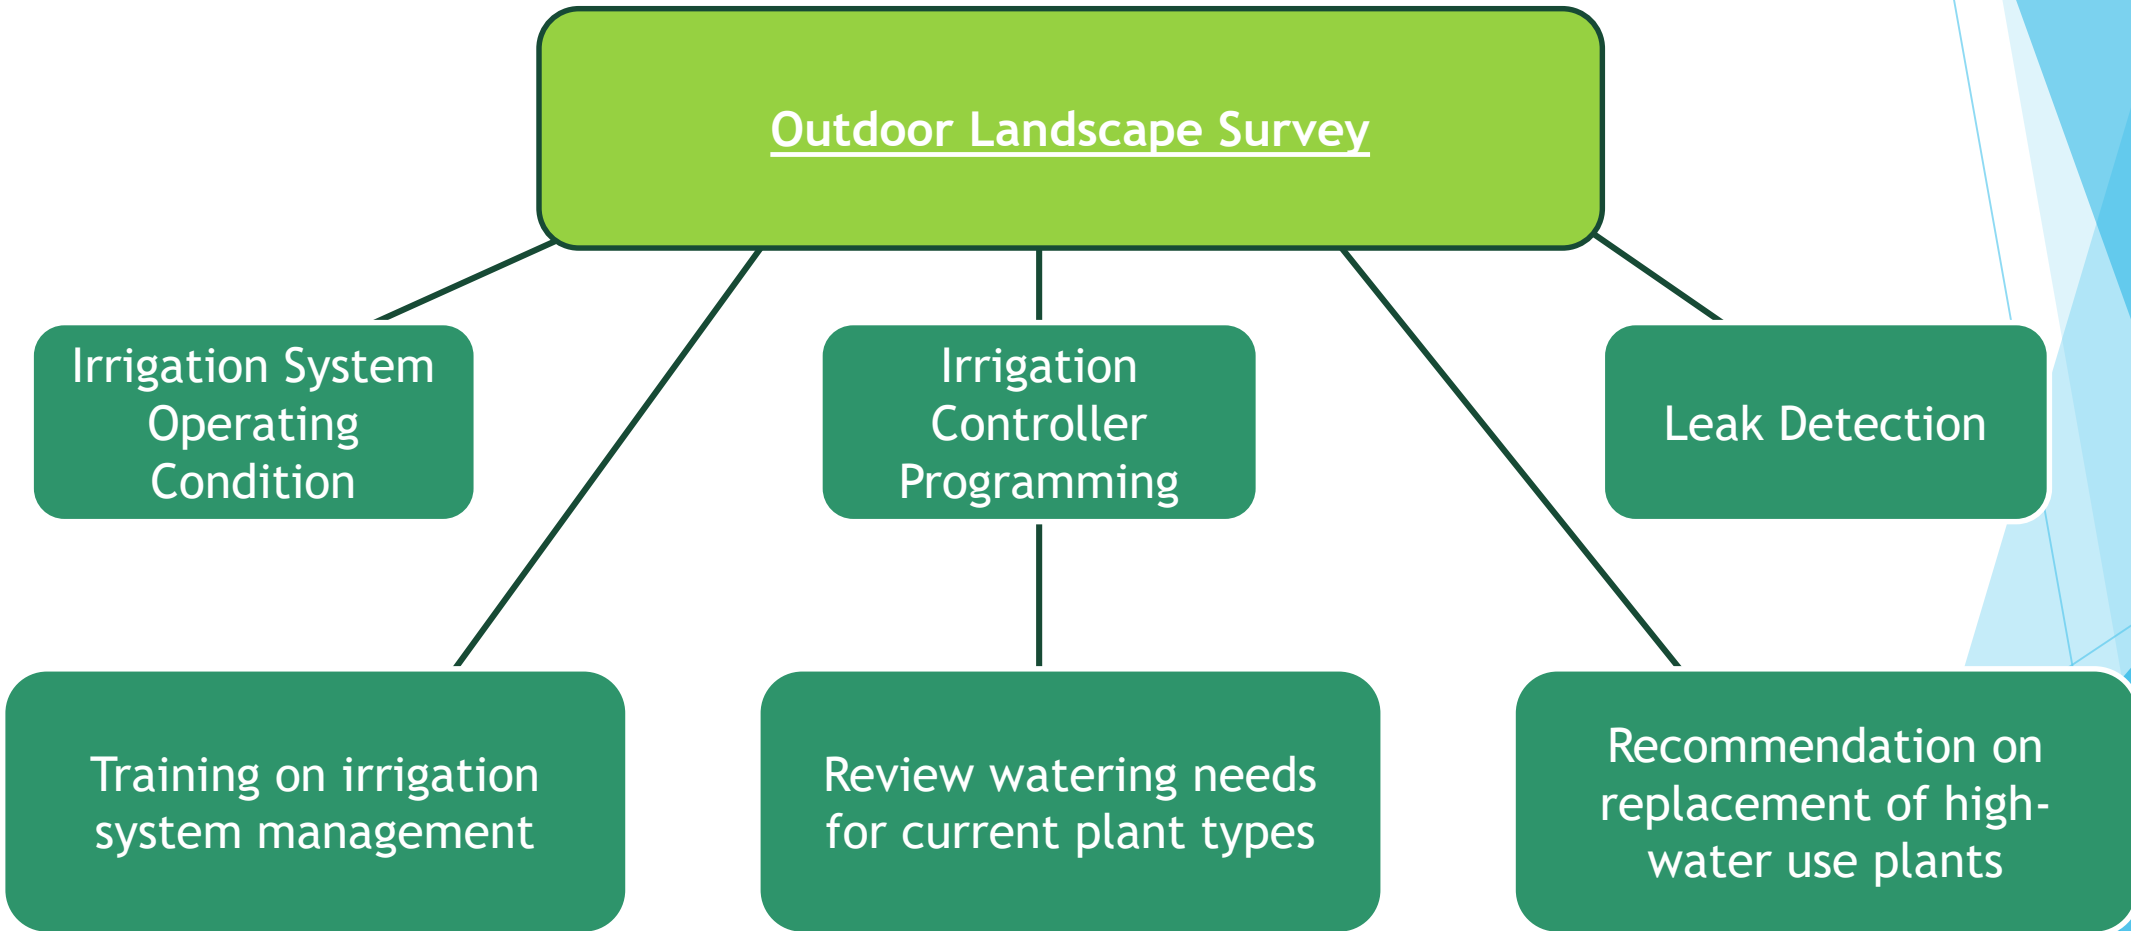 Outdoor Landscape Survey
Irrigation System
Operating
Condition
Irrigation
Controller
Programming
Leak Detection
Training on irrigation
system management
Review watering needs
for current plant types
Recommendation on
replacement of high-
water use plants